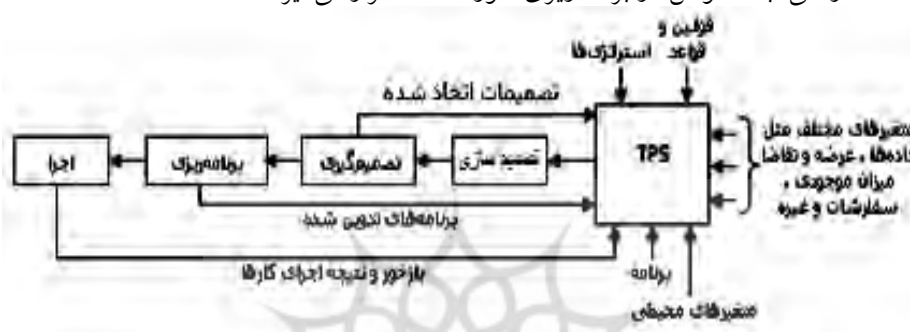 قوانین و
قواعد استراتژی‌ها
تصمیمات اتخاذ شده
متغیرهای مختلف مثل
داده‌ها ، عرضه و تقاضا
میزان موجودی ،
سفارشات و غیره
TPS
تصمیم سازی
تصمیم‌گیری
برنامه‌ریزی
اجرا
برنامه‌های تدوین شده
بازخور و نتیجه اجرای کارها
برنامه
متغیرهای محیطی